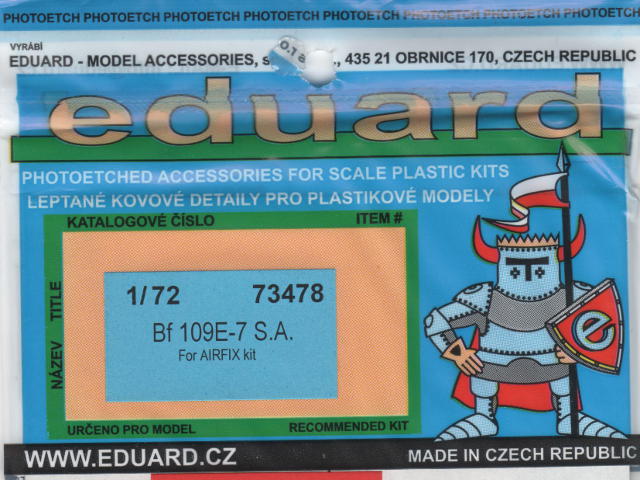 PHOTOETCH PHOTOETCH PHOTOETCH PHOTOETCH PHOTOETCH PHOTOETCH PHOTOETCH PHOTOETCH
VYRÁBÍ
EDUARD - MODEL ACCESSORIES, 435 21 OBRNICE 170, CZECH REPUBLIC
eduard
PHOTOETCHED ACCESSORIES FOR SCALE PLASTIC KITS
LEPTANÉ KOVOVÉ DETAILY PRO PLASTIKOVÉ MODELY
KATALOGOVÉ ČÍSLO ITEM #
NÁZEV TITLE
1/72 73478
Bf 109E-7 S.A.
For AIRFIX kit
e
URČENO PRO MODEL RECOMMENDED KIT
WWW.EDUARD.CZ MADE IN CZECH REPUBLIC